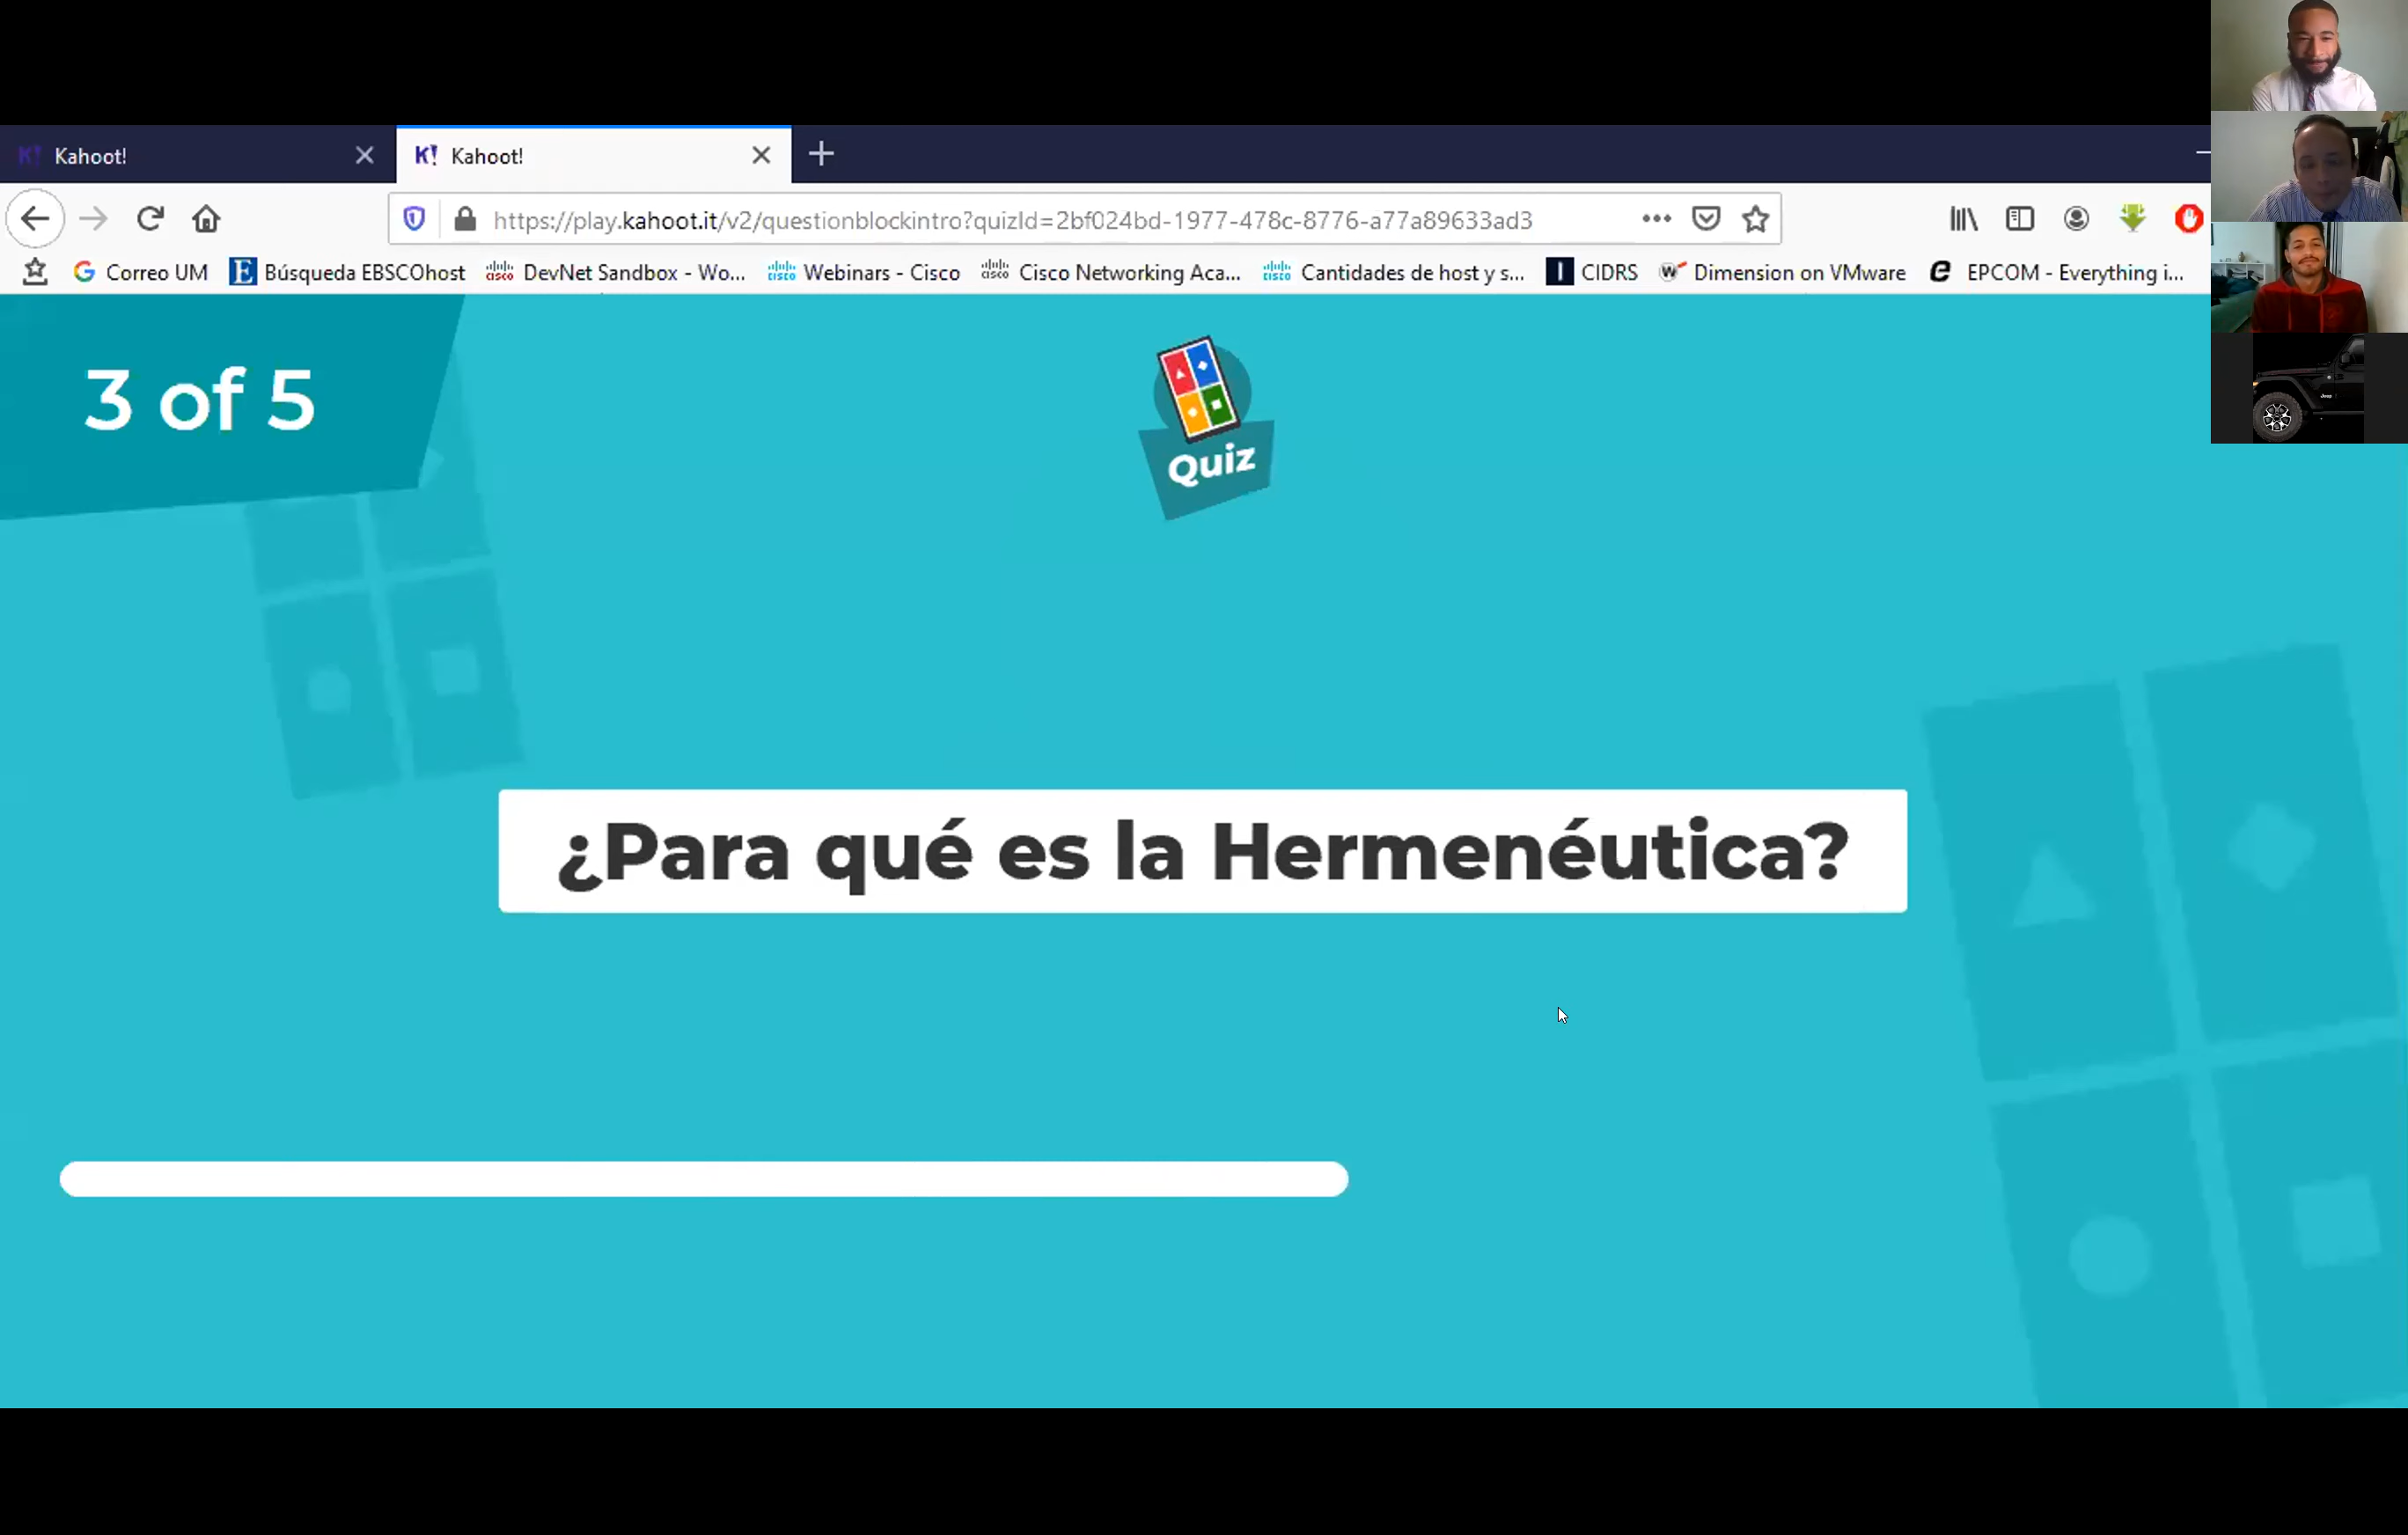 Kahoot!
Kahoot!
https://play.kahoot.it/v2/questionblockintro?quizId=2bf024bd-1977-478c-8776-a77a89633ad3
Correo UM
Búsqueda EBSCOhost
DevNet Sandbox - Wo...
Webinars - Cisco
Cisco Networking Aca...
Cantidades de host y s...
CIDRS
Dimension on VMware
EPCOM - Everything i...
3 of 5
Quiz
¿Para qué es la Hermenéutica?
Jeep